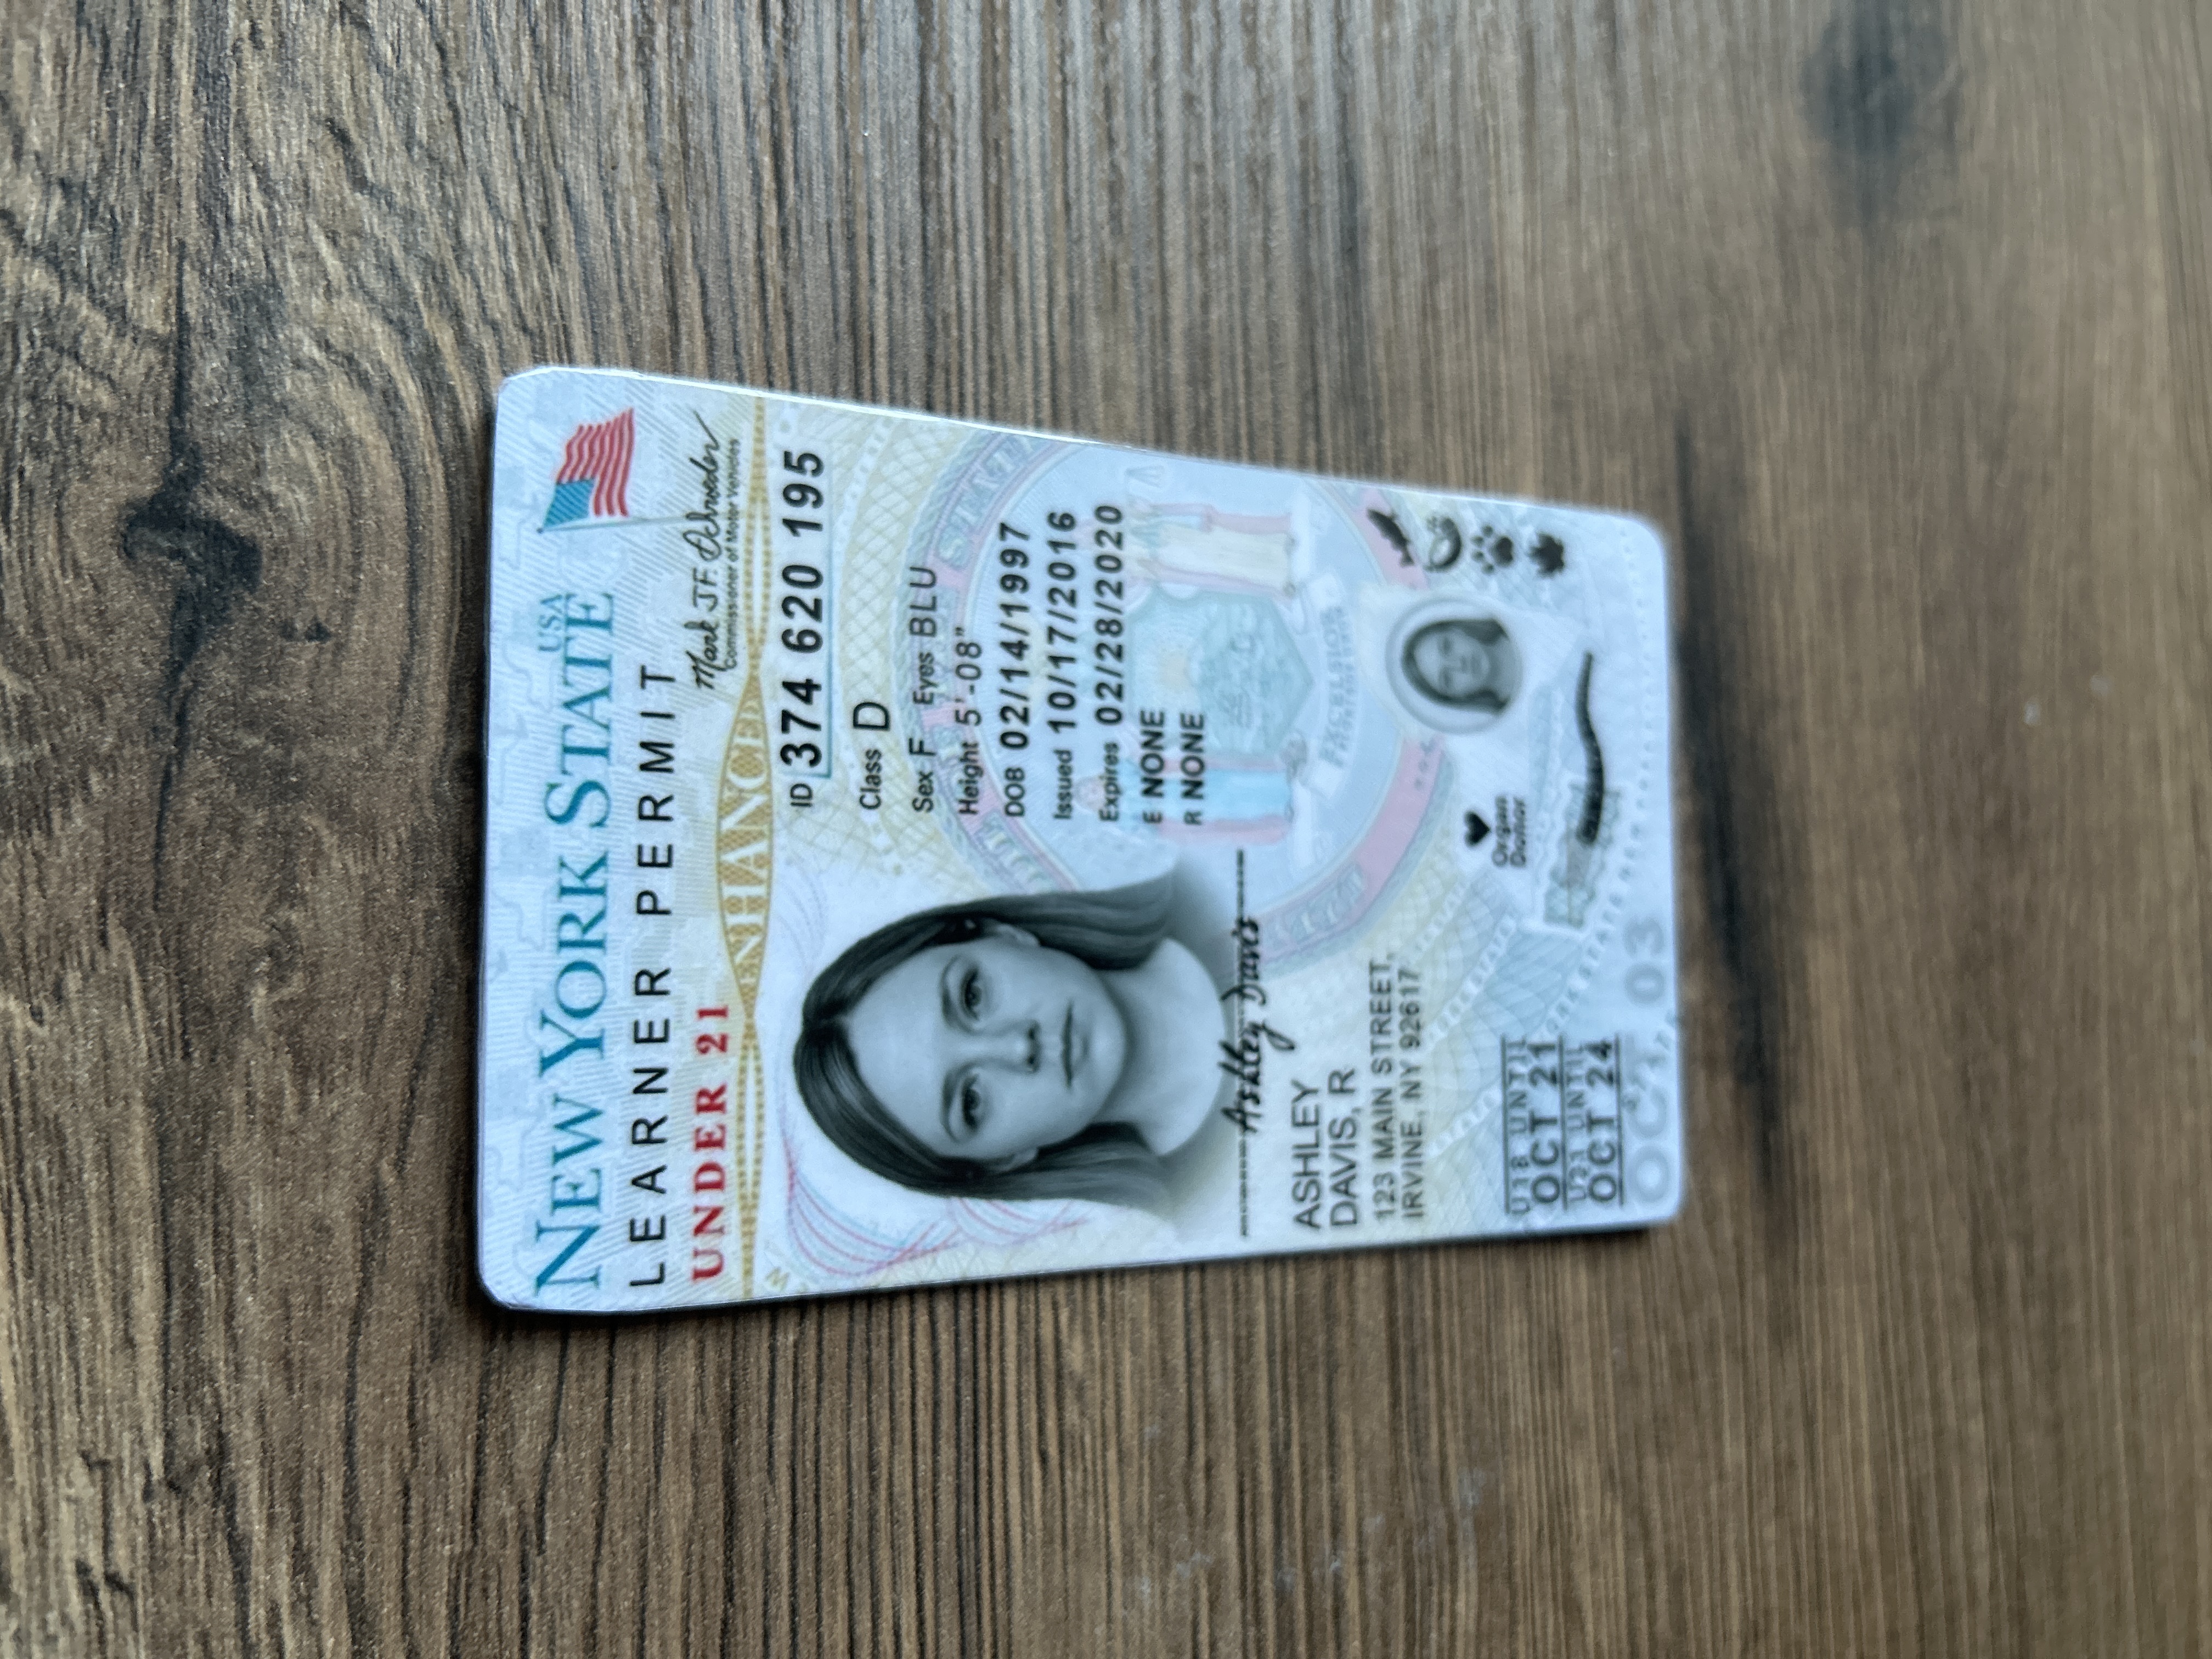 NEW YORK STATE USA
LEARNER PERMIT
UNDER 21
Mark J.F. Schroeder
Commissioner of Motor Vehicles
ENHANCED
ID 374 620 195
Class D
Sex F Eyes BLU
Height 5'-08"
DOB 02/14/1997
Issued 10/17/2016
Expires 02/28/2020
E NONE
R NONE
Ashley Davis
ASHLEY
DAVIS, R
123 MAIN STREET,
IRVINE, NY 92617
EXCELSIOR
Organ
Donor
U18 UNTIL
OCT 21
U21 UNTIL
OCT 24
OCT 03